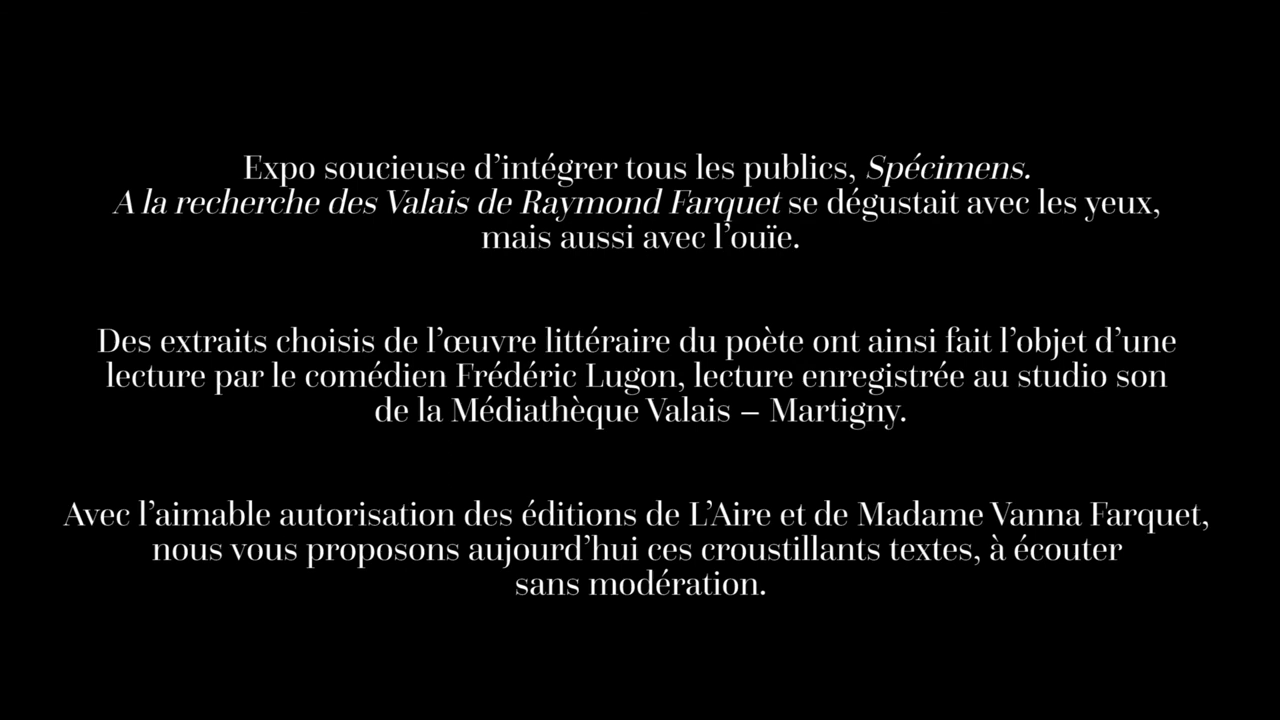 Expo soucieuse d’intégrer tous les publics, Spécimens.
A la recherche des Valais de Raymond Farquet se dégustait avec les yeux,
mais aussi avec l’ouïe.
Des extraits choisis de l’œuvre littéraire du poète ont ainsi fait l’objet d’une
lecture par le comédien Frédéric Lugon, lecture enregistrée au studio son
de la Médiathèque Valais – Martigny.
Avec l’aimable autorisation des éditions de L’Aire et de Madame Vanna Farquet,
nous vous proposons aujourd’hui ces croustillants textes, à écouter
sans modération.